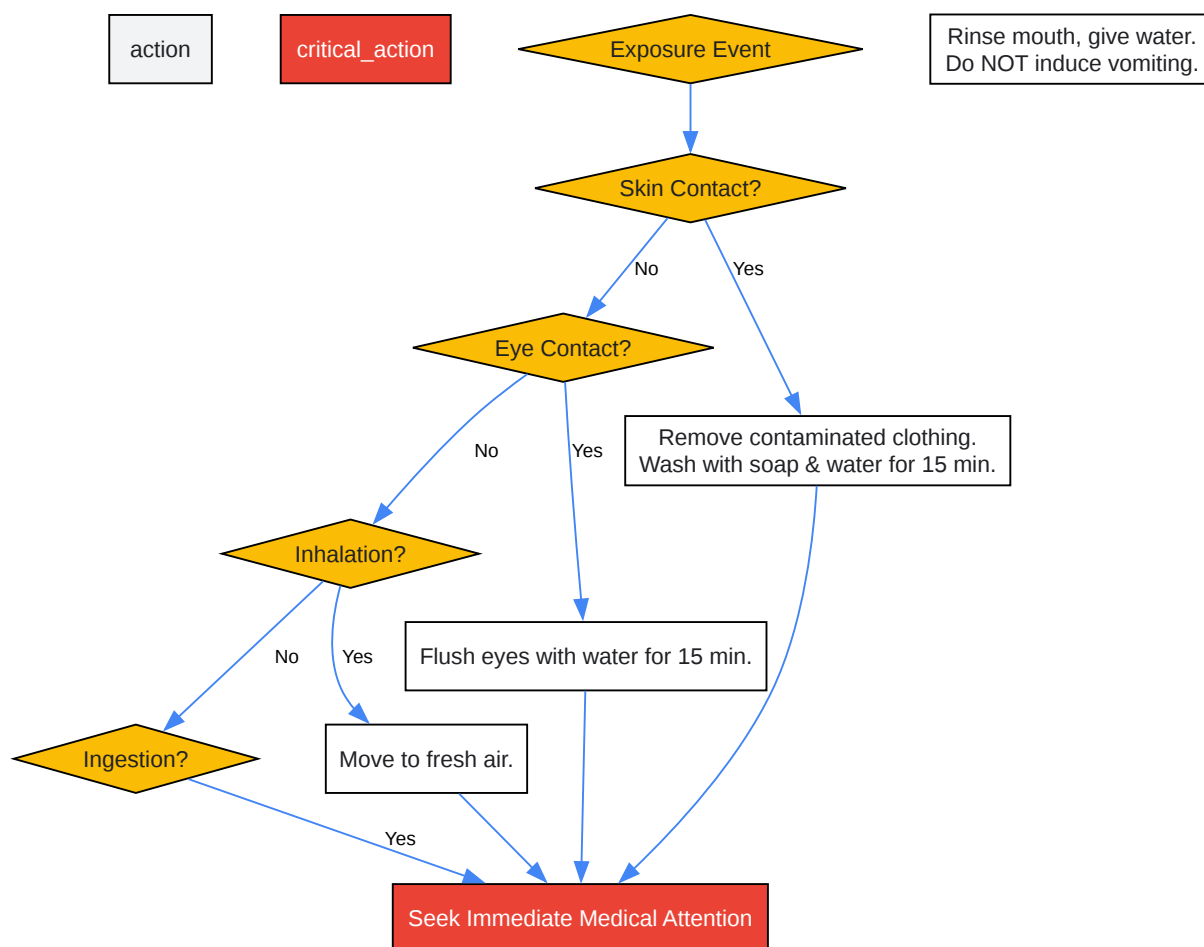 action
critical_action
Exposure Event
Rinse mouth, give water.
Do NOT induce vomiting.
Skin Contact?
No
Yes
Eye Contact?
Remove contaminated clothing.
Wash with soap & water for 15 min.
No
Yes
Inhalation?
No
Yes
Flush eyes with water for 15 min.
Ingestion?
Move to fresh air.
Yes
Seek Immediate Medical Attention